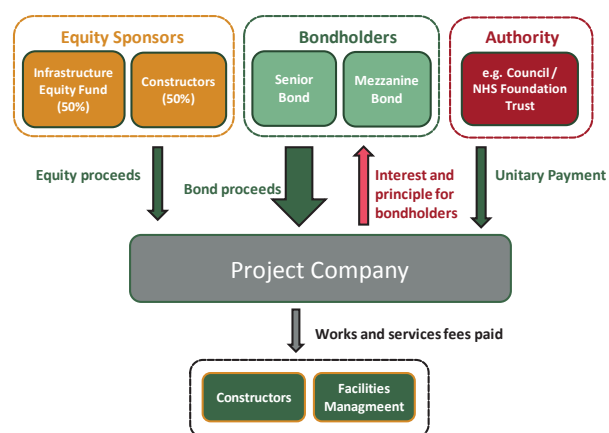 Equity Sponsors
Infrastructure
Equity Fund
(50%)
Constructors
(50%)
Bondholders
Senior
Bond
Mezzanine
Bond
Authority
e.g. Council /
NHS Foundation
Trust
Equity proceeds
Bond proceeds
Interest and
principle for
bondholders
Unitary Payment
Project Company
Works and services fees paid
Constructors
Facilities
Managmeent